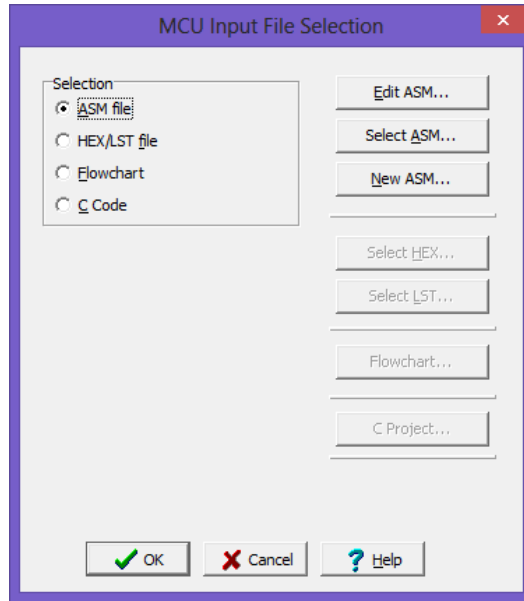 MCU Input File Selection
Selection
ASM file
HEX/LST file
Flowchart
C Code
Edit ASM...
Select ASM...
New ASM...
Select HEX...
Select LST...
Flowchart...
C Project...
OK
Cancel
Help